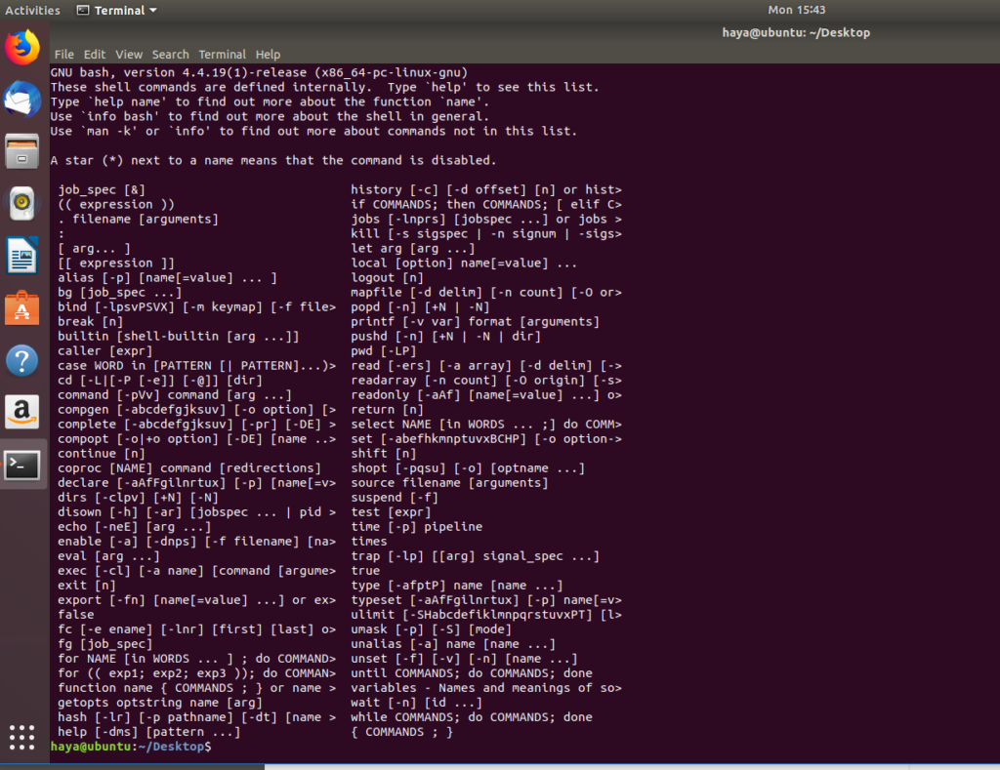 Activities Terminal Mon 15:43
haya@ubuntu: ~/Desktop
File Edit View Search Terminal Help
GNU bash, version 4.4.19(1)-release (x86_64-pc-linux-gnu)
These shell commands are defined internally.  Type `help' to see this list.
Type `help name' to find out more about the function `name'.
Use `info bash' to find out more about the shell in general.
Use `man -k' or `info' to find out more about commands not in this list.
A star (*) next to a name means that the command is disabled.
job_spec [&] history [-c] [-d offset] [n] or hist>
(( expression )) if COMMANDS; then COMMANDS; [ elif C>
. filename [arguments] jobs [-lnprs] [jobspec ...] or jobs >
: kill [-s sigspec | -n signum | -sigs>
[ arg... ] let arg [arg ...]
[[ expression ]] local [option] name[=value] ...
alias [-p] [name[=value] ... ] logout [n]
bg [job_spec ...] mapfile [-d delim] [-n count] [-O or>
bind [-lpsvPSVX] [-m keymap] [-f file> popd [-n] [+N | -N]
break [n] printf [-v var] format [arguments]
builtin [shell-builtin [arg ...]] pushd [-n] [+N | -N | dir]
caller [expr] pwd [-LP]
case WORD in [PATTERN [| PATTERN]...)> read [-ers] [-a array] [-d delim] [->
cd [-L|[-P [-e]] [-@]] [dir] readarray [-n count] [-O origin] [-s>
command [-pVv] command [arg ...] readonly [-aAf] [name[=value] ...] o>
compgen [-abcdefgjksuv] [-o option] [> return [n]
complete [-abcdefgjksuv] [-pr] [-DE] > select NAME [in WORDS ... ;] do COMM>
compopt [-o|+o option] [-DE] [name ..> set [-abefhkmnptuvxBCHP] [-o option->
continue [n] shift [n]
coproc [NAME] command [redirections] shopt [-pqsu] [-o] [optname ...]
declare [-aAfFgilnrtux] [-p] [name[=v> source filename [arguments]
dirs [-clpv] [+N] [-N] suspend [-f]
disown [-h] [-ar] [jobspec ... | pid > test [expr]
echo [-neE] [arg ...] time [-p] pipeline
enable [-a] [-dnps] [-f filename] [na> times
eval [arg ...] trap [-lp] [[arg] signal_spec ...]
exec [-cl] [-a name] [command [argume> true
exit [n] type [-afptP] name [name ...]
export [-fn] [name[=value] ...] or ex> typeset [-aAfFgilnrtux] [-p] name[=v>
false ulimit [-SHabcdefiklmnpqrstuvxPT] [l>
fc [-e ename] [-lnr] [first] [last] o> umask [-p] [-S] [mode]
fg [job_spec] unalias [-a] name [name ...]
for NAME [in WORDS ... ] ; do COMMAND> unset [-f] [-v] [-n] [name ...]
for (( exp1; exp2; exp3 )); do COMMAN> until COMMANDS; do COMMANDS; done
function name { COMMANDS ; } or name > variables - Names and meanings of so>
getopts optstring name [arg] wait [-n] [id ...]
hash [-lr] [-p pathname] [-dt] [name > while COMMANDS; do COMMANDS; done
help [-dms] [pattern ...] { COMMANDS ; }
haya@ubuntu:~/Desktop$